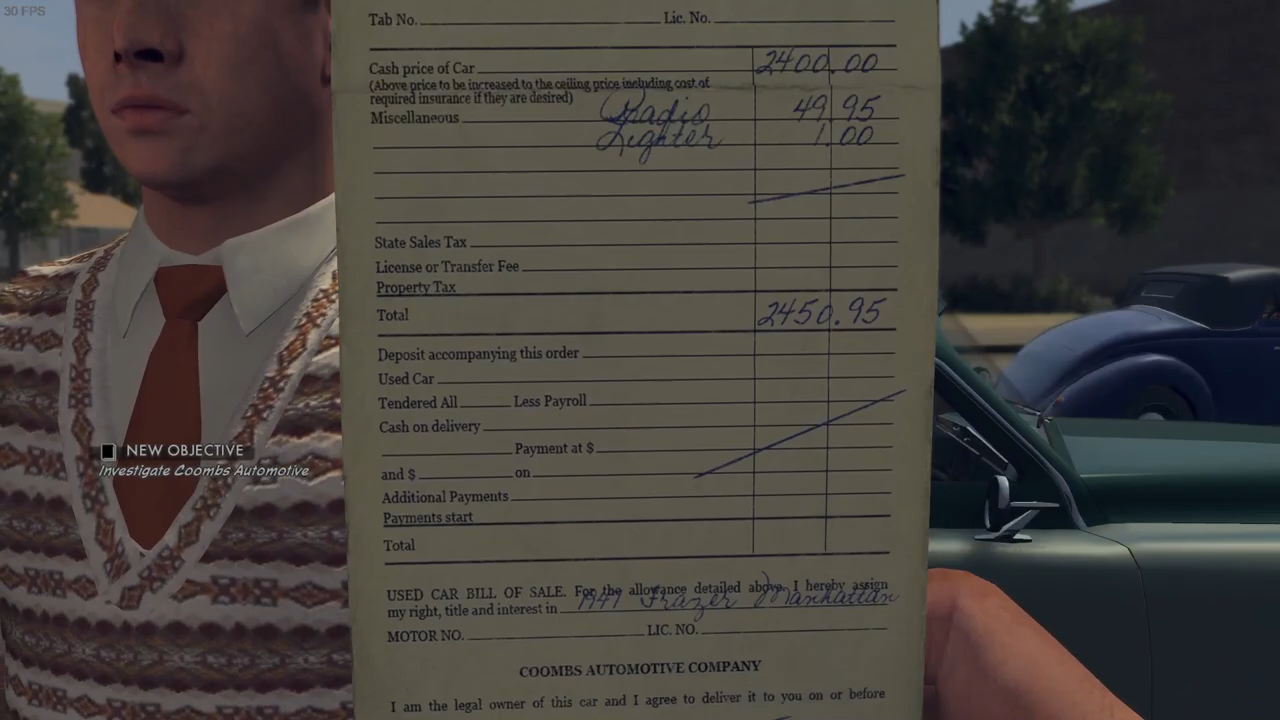 30 FPS
Tab No. Lic. No.
Cash price of Car 2400.00
(Above price to be increased to the ceiling price including cost of
required insurance if they are desired) Radio 49.95
Miscellaneous
Lighter 1.00
State Sales Tax
License or Transfer Fee
Property Tax
Total 2450.95
Deposit accompanying this order
Used Car
Tendered All Less Payroll
Cash on delivery
Payment at $
and $ on
Additional Payments
Payments start
Total
NEW OBJECTIVE
Investigate Coombs Automotive
USED CAR BILL OF SALE. For the allowance detailed above, I hereby assign
my right, title and interest in 1947 Frazer Manhattan
MOTOR NO. LIC. NO.
COOMBS AUTOMOTIVE COMPANY
I am the legal owner of this car and I agree to deliver it to you on or before